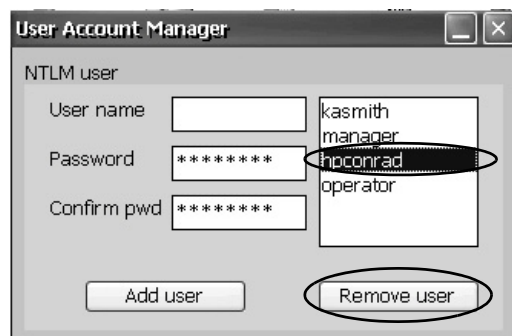 User Account Manager
NTLM user
User name
Password ********
Confirm pwd ********
kasmith
manager
hpconrad
operator
Add user
Remove user